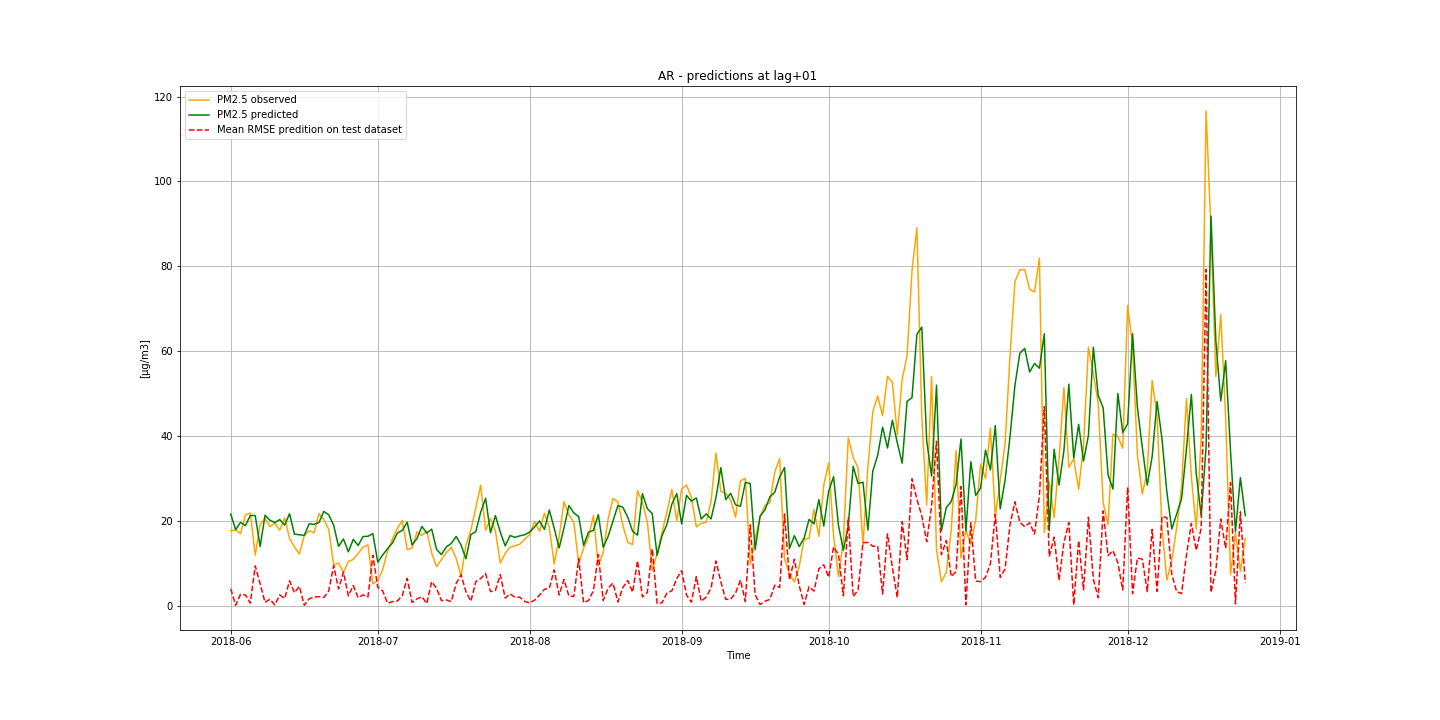 AR - predictions at lag+01
PM2.5 observed
PM2.5 predicted
Mean RMSE predition on test dataset
120
100
80
60
40
20
0
[µg/m3]
2018-06
2018-07
2018-08
2018-09
2018-10
2018-11
2018-12
2019-01
Time